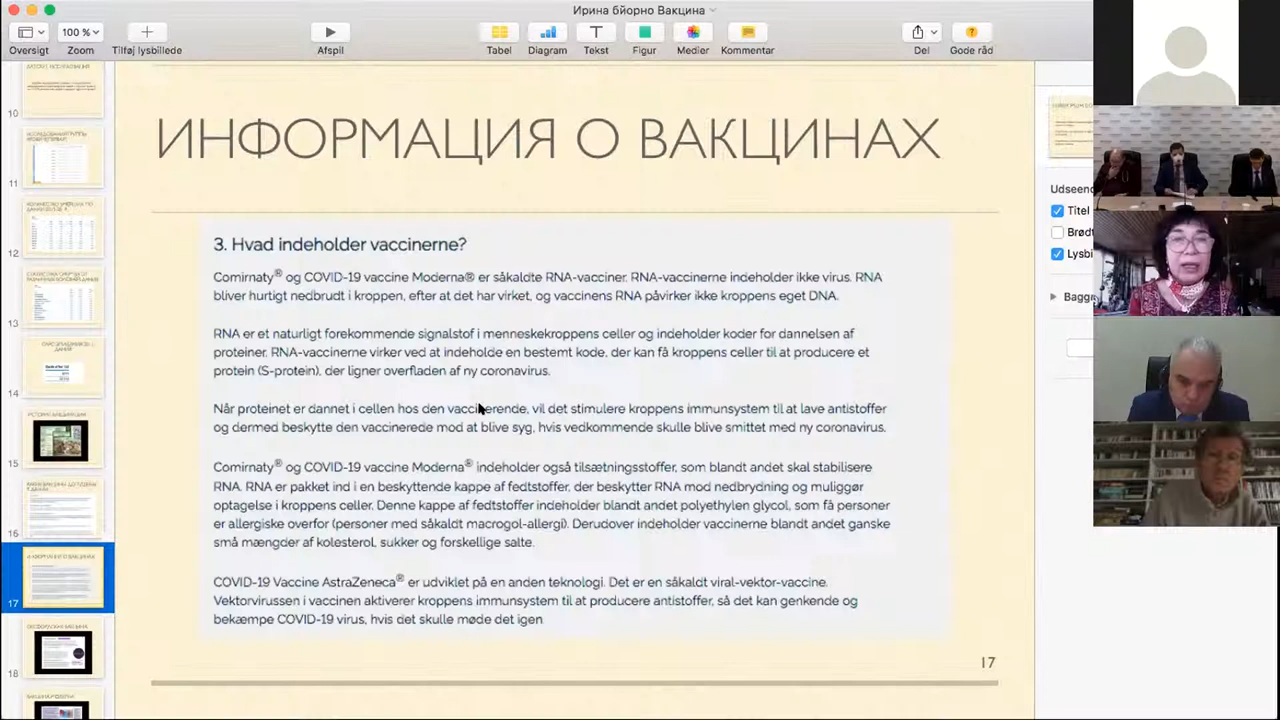 Ирина бйорно Вакцина
100 %
Oversigt
Zoom
Tilføj lysbillede
Afspil
Tabel
Diagram
Tekst
Figur
Medier
Kommentar
Del
Gode råd
10
11
12
13
14
15
16
17
18
ИНФОРМАЦИЯ О ВАКЦИНАХ
3. Hvad indeholder vaccinerne?
Comirnaty® og COVID-19 vaccine Moderna® er såkaldte RNA-vacciner. RNA-vaccinerne indeholder ikke virus. RNA
bliver hurtigt nedbrudt i kroppen, efter at det har virket, og vaccinens RNA påvirker ikke kroppens eget DNA.
RNA er et naturligt forekommende signalstof i menneskekroppens celler og indeholder koder for dannelsen af
proteiner. RNA-vaccinerne virker ved at indeholde en bestemt kode, der kan få kroppens celler til at producere et
protein (S-protein), der ligner overfladen af ny coronavirus.
Når proteinet er dannet i cellen hos den vaccinerende, vil det stimulere kroppens immunsystem til at lave antistoffer
og dermed beskytte den vaccinerede mod at blive syg, hvis vedkommende skulle blive smittet med ny coronavirus.
Comirnaty® og COVID-19 vaccine Moderna® indeholder også tilsætningsstoffer, som blandt andet skal stabilisere
RNA. RNA er pakket ind i en beskyttende kappe af fedtstoffer, der beskytter RNA mod nedbrydning og muliggør
optagelse i kroppens celler. Denne kappe af fedtstoffer indeholder blandt andet polyethylenglycol, som få personer
er allergiske overfor (personer med såkaldt macrogol-allergi). Derudover indeholder vaccinerne blandt andet ganske
små mængder af kolesterol, sukker og forskellige salte.
COVID-19 Vaccine AstraZeneca® er udviklet på en anden teknologi. Det er en såkaldt viral-vektor-vaccine.
Vektorvirussen i vaccinen aktiverer kroppens immunsystem til at producere antistoffer, så det kan genkende og
bekæmpe COVID-19 virus, hvis det skulle møde det igen.
17
Udseen
Titel
Brødt
Lysbi
Baggr